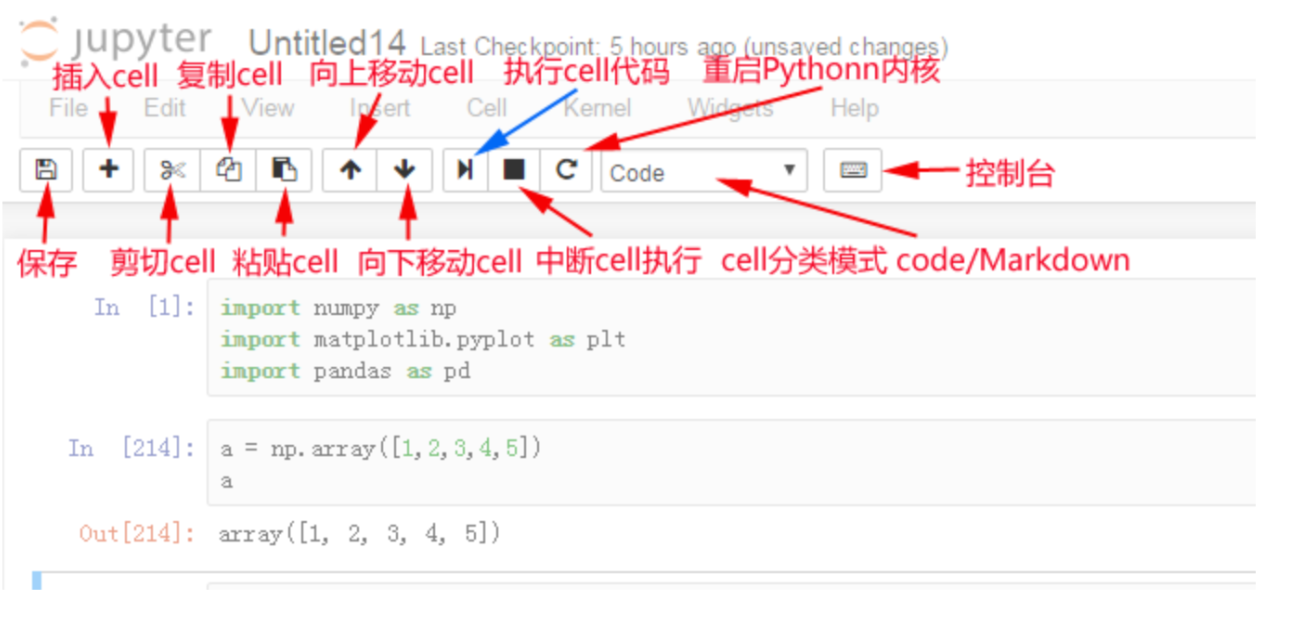 jupyter Untitled14 Last Checkpoint: 5 hours ago (unsaved changes)
插入cell 复制cell 向上移动cell 执行cell代码 重启Pythonn内核
File Edit View Insert Cell Kernel Widgets Help
Code 控制台
保存 剪切cell 粘贴cell 向下移动cell 中断cell执行 cell分类模式 code/Markdown
In [1]: import numpy as np
import matplotlib.pyplot as plt
import pandas as pd
In [214]: a = np.array([1,2,3,4,5])
a
Out[214]: array([1, 2, 3, 4, 5])